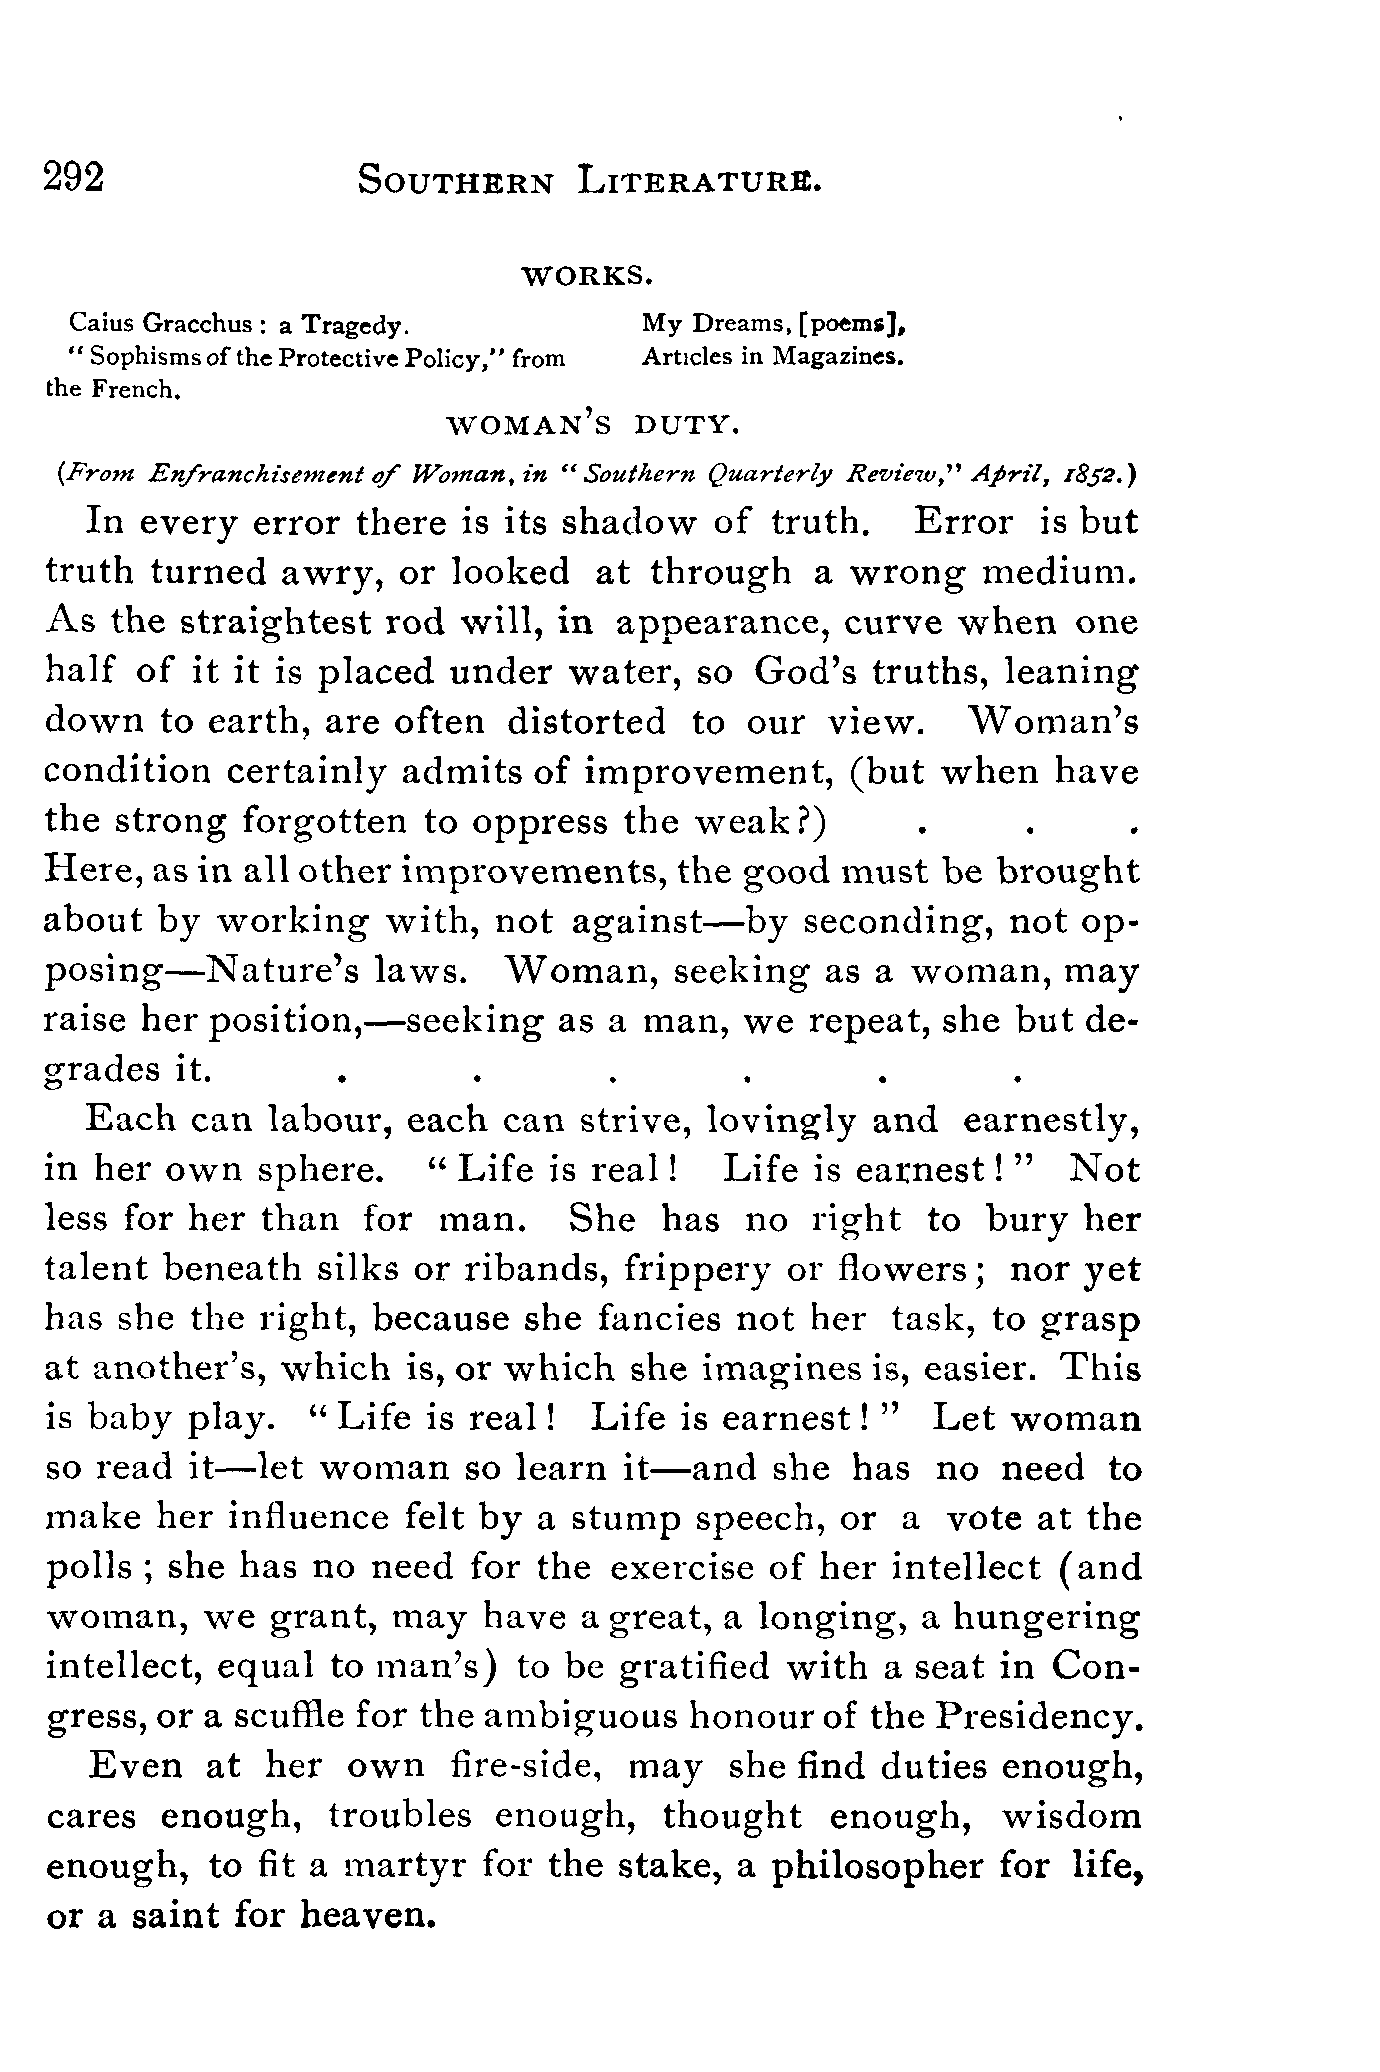 292 SOUTHERN LITERATURE.
WORKS.
Caius Gracchus: a Tragedy. My Dreams, [poems],
"Sophisms of the Protective Policy," from Articles in Magazines.
the French.
WOMAN'S DUTY.
(From Enfranchisement of Woman, in "Southern Quarterly Review," April, 1852.)
In every error there is its shadow of truth. Error is but
truth turned awry, or looked at through a wrong medium.
As the straightest rod will, in appearance, curve when one
half of it it is placed under water, so God's truths, leaning
down to earth, are often distorted to our view. Woman's
condition certainly admits of improvement, (but when have
the strong forgotten to oppress the weak?) . . .
Here, as in all other improvements, the good must be brought
about by working with, not against—by seconding, not op-
posing—Nature's laws. Woman, seeking as a woman, may
raise her position,—seeking as a man, we repeat, she but de-
grades it. . . . . . .
Each can labour, each can strive, lovingly and earnestly,
in her own sphere. "Life is real! Life is earnest!" Not
less for her than for man. She has no right to bury her
talent beneath silks or ribands, frippery or flowers; nor yet
has she the right, because she fancies not her task, to grasp
at another's, which is, or which she imagines is, easier. This
is baby play. "Life is real! Life is earnest!" Let woman
so read it—let woman so learn it—and she has no need to
make her influence felt by a stump speech, or a vote at the
polls; she has no need for the exercise of her intellect (and
woman, we grant, may have a great, a longing, a hungering
intellect, equal to man's) to be gratified with a seat in Con-
gress, or a scuffle for the ambiguous honour of the Presidency.
Even at her own fire-side, may she find duties enough,
cares enough, troubles enough, thought enough, wisdom
enough, to fit a martyr for the stake, a philosopher for life,
or a saint for heaven.